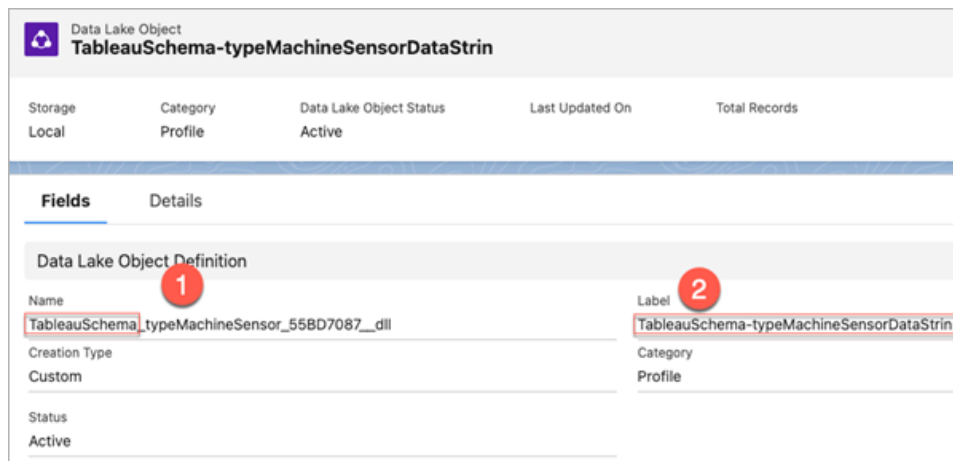 Data Lake Object
TableauSchema-typeMachineSensorDataStrin
Storage Category Data Lake Object Status Last Updated On Total Records
Local Profile Active
Fields Details
Data Lake Object Definition
1 2
Name Label
TableauSchema_typeMachineSensor_55BD7087__dll TableauSchema-typeMachineSensorDataStrin
Creation Type Category
Custom Profile
Status
Active